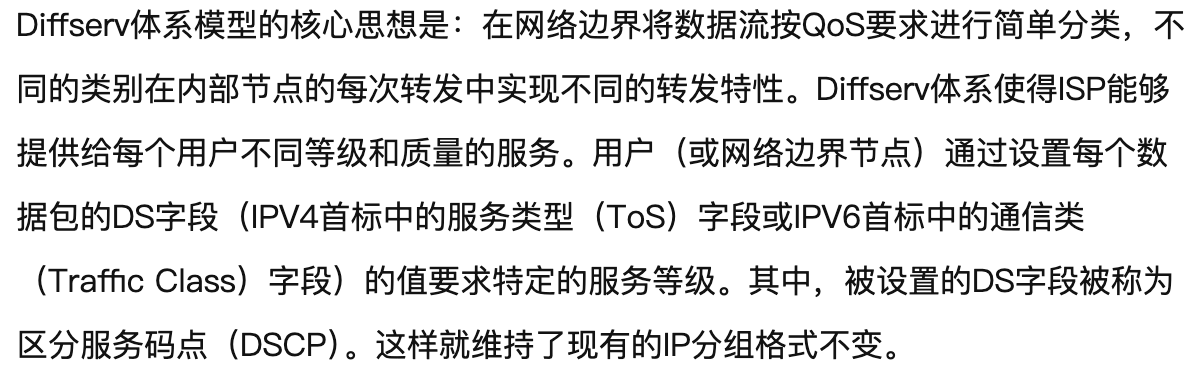 Diffserv体系模型的核心思想是：在网络边界将数据流按QoS要求进行简单分类，不
同的类别在内部节点的每次转发中实现不同的转发特性。Diffserv体系使得ISP能够
提供给每个用户不同等级和质量的服务。用户（或网络边界节点）通过设置每个数
据包的DS字段（IPV4首标中的服务类型（ToS）字段或IPV6首标中的通信类
（Traffic Class）字段）的值要求特定的服务等级。其中，被设置的DS字段被称为
区分服务码点（DSCP）。这样就维持了现有的IP分组格式不变。